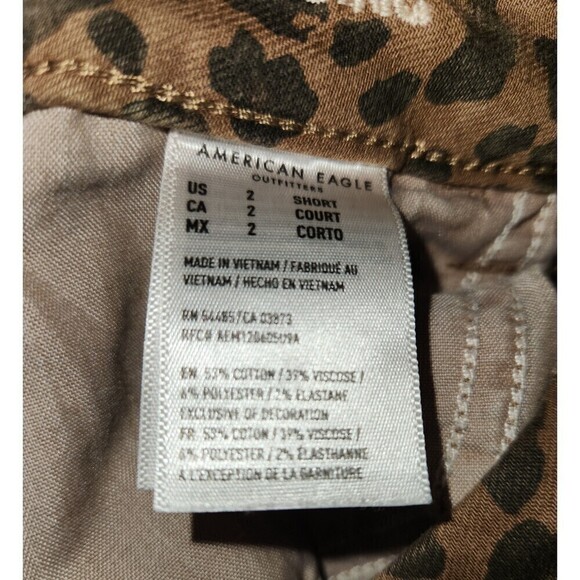 AMERICAN EAGLE
OUTFITTERS
US 2 SHORT
CA 2 COURT
MX 2 CORTO
MADE IN VIETNAM / FABRIQUÉ AU
VIETNAM / HECHO EN VIETNAM
RN 54485 / CA 03873
RFC# AEM120605U9A
EN: 53% COTTON / 39% VISCOSE /
6% POLYESTER / 2% ELASTANE
EXCLUSIVE OF DECORATION
FR: 53% COTON / 39% VISCOSE /
6% POLYESTER / 2% ÉLASTHANNE
À L'EXCEPTION DE LA GARNITURE